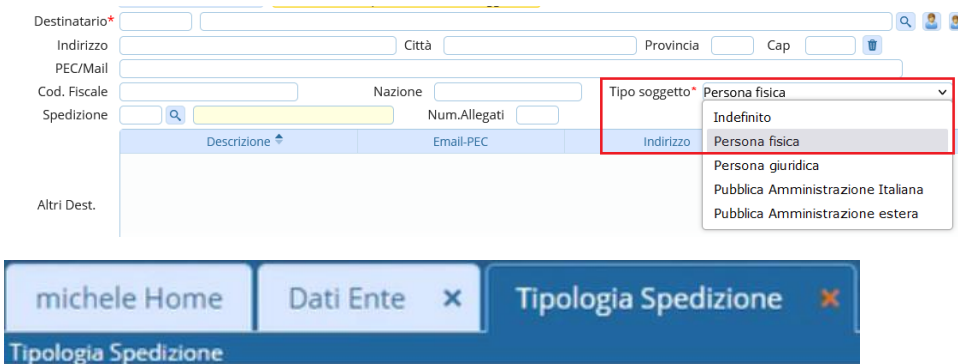 Destinatario*
Indirizzo Città Provincia Cap
PEC/Mail
Cod. Fiscale Nazione Tipo soggetto* Persona fisica
Spedizione Num.Allegati Indefinito
Descrizione Email-PEC Indirizzo Persona fisica
Persona giuridica
Pubblica Amministrazione Italiana
Altri Dest.
Pubblica Amministrazione estera
michele Home Dati Ente × Tipologia Spedizione ×
Tipologia Spedizione